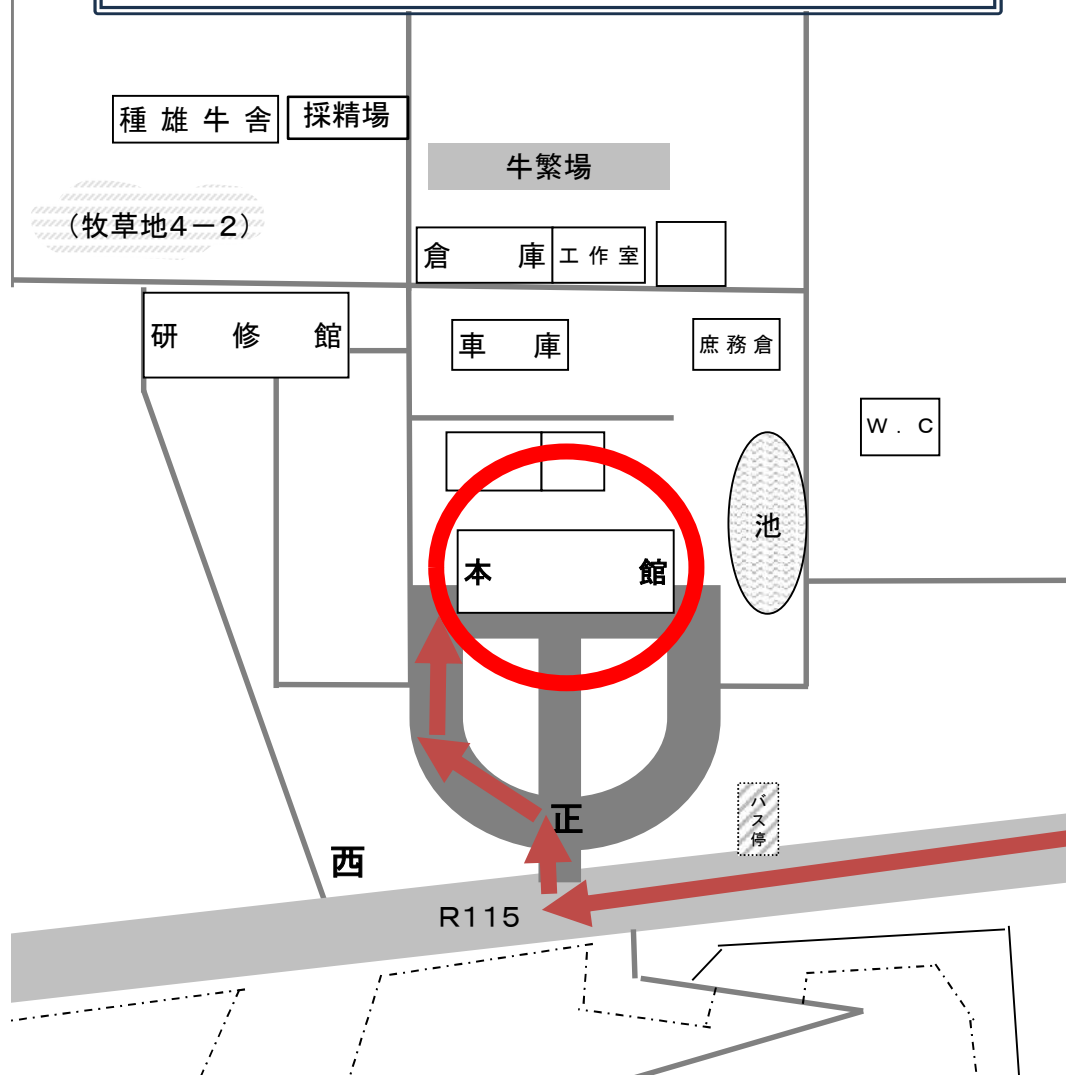 種雄牛舎
採精場
牛繁場
(牧草地4-2)
倉庫
工作室
研修館
車庫
庶務倉
W.C
池
本館
バス停
正
西
R115